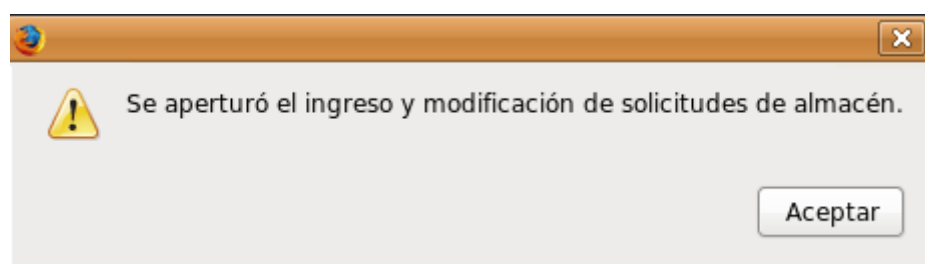 Se aperturó el ingreso y modificación de solicitudes de almacén.
Aceptar